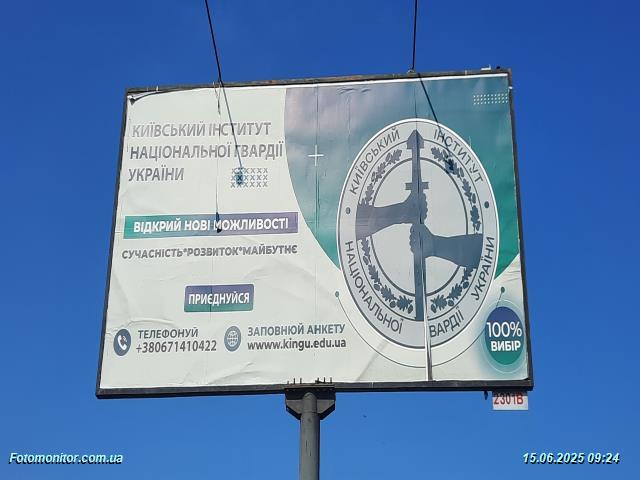 КИЇВСЬКИЙ ІНСТИТУТ
НАЦІОНАЛЬНОЇ ГВАРДІЇ
УКРАЇНИ
ВІДКРИЙ НОВІ МОЖЛИВОСТІ
СУЧАСНІСТЬ*РОЗВИТОК*МАЙБУТНЄ
ПРИЄДНУЙСЯ
ТЕЛЕФОНУЙ
+380671410422
ЗАПОВНЮЙ АНКЕТУ
www.kingu.edu.ua
КИЇВСЬКИЙ ІНСТИТУТ
НАЦІОНАЛЬНОЇ ГВАРДІЇ УКРАЇНИ
100%
ВИБІР
2301B
Fotomonitor.com.ua
15.06.2025 09:24